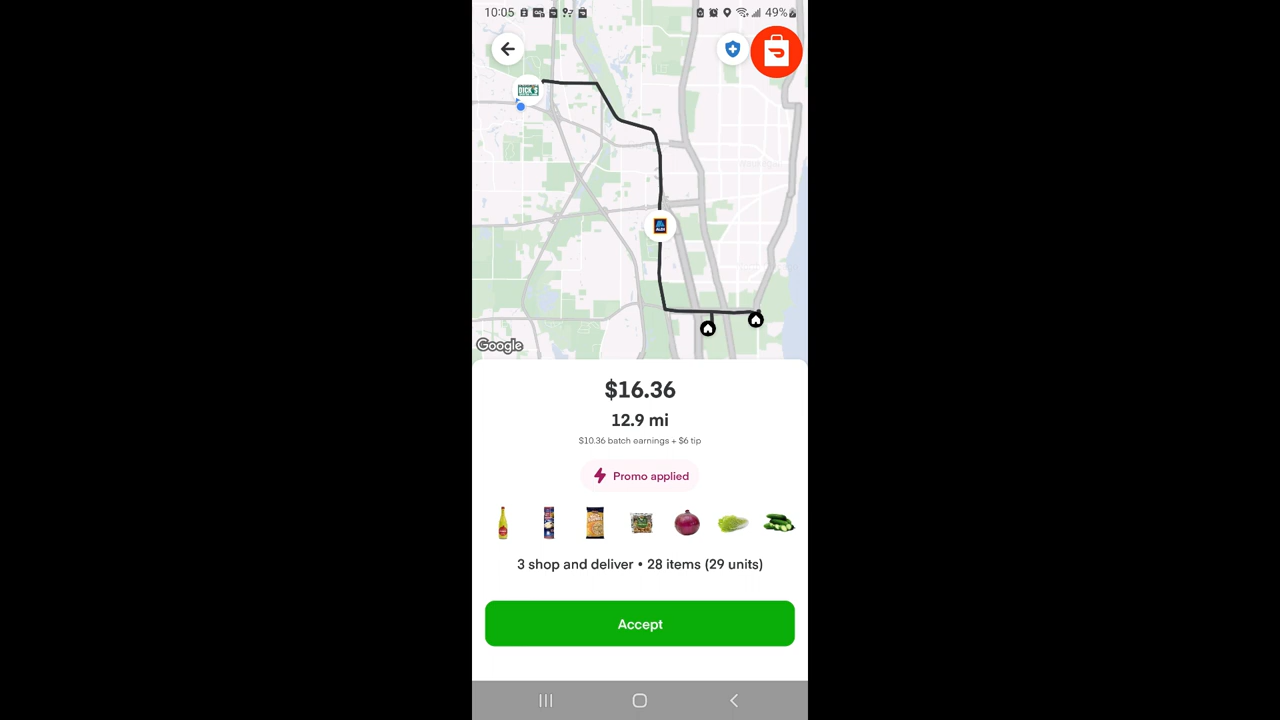 10:05
49%
DICK'S
ALDI
Google
$16.36
12.9 mi
$10.36 batch earnings + $6 tip
Promo applied
3 shop and deliver • 28 items (29 units)
Accept